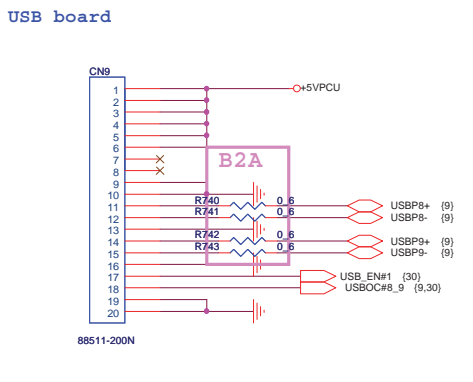 USB board
CN9
1
+5VPCU
2
3
4
5
6
7
B2A
8
9
10
R740 0_6
11 USBP8+ {9}
R741 0_6
12 USBP8- {9}
13
R742 0_6
14 USBP9+ {9}
R743 0_6
15 USBP9- {9}
16
17 USB_EN#1 {30}
18 USBOC#8_9 {9,30}
19
20
88511-200N